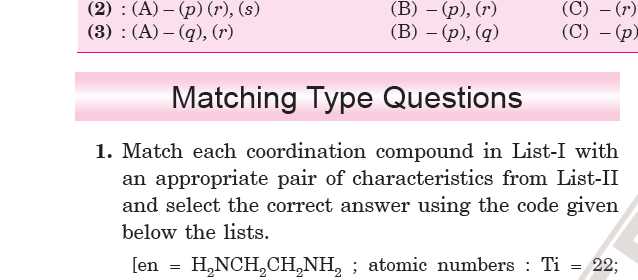 (2) : (A) – (p) (r), (s) (B) – (p), (r) (C) – (r)
(3) : (A) – (q), (r) (B) – (p), (q) (C) – (p)
Matching Type Questions
1. Match each coordination compound in List-I with
an appropriate pair of characteristics from List-II
and select the correct answer using the code given
below the lists.
[en = H₂NCH₂CH₂NH₂ ; atomic numbers : Ti = 22;